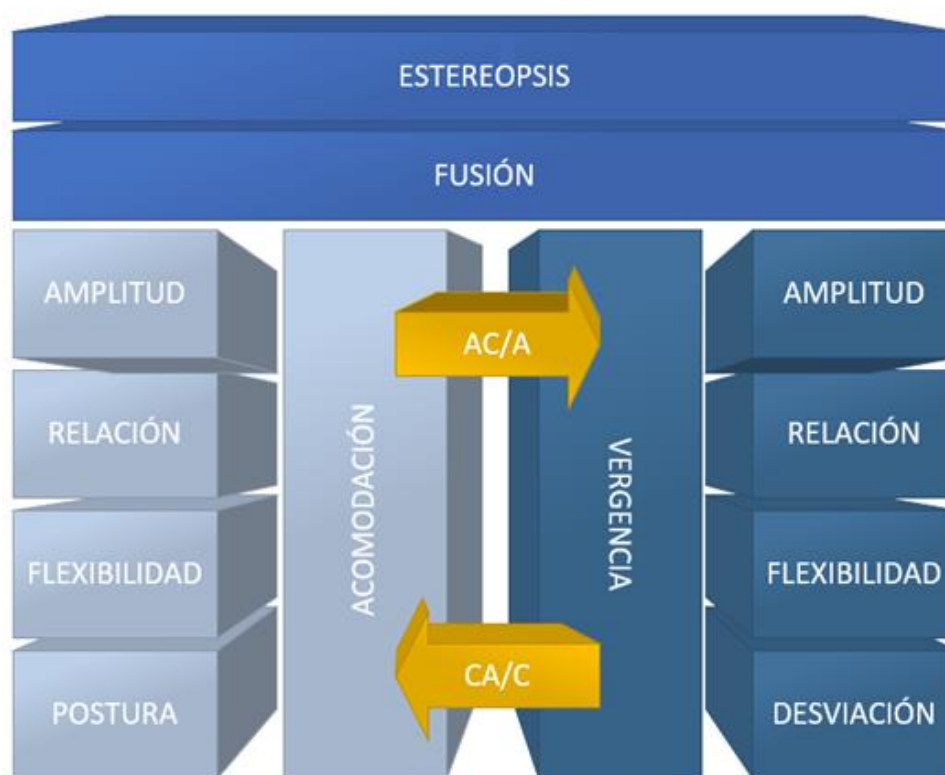 ESTEREOPSIS
FUSIÓN
AMPLITUD
RELACIÓN
FLEXIBILIDAD
POSTURA
ACOMODACIÓN
AC/A
CA/C
VERGENCIA
AMPLITUD
RELACIÓN
FLEXIBILIDAD
DESVIACIÓN